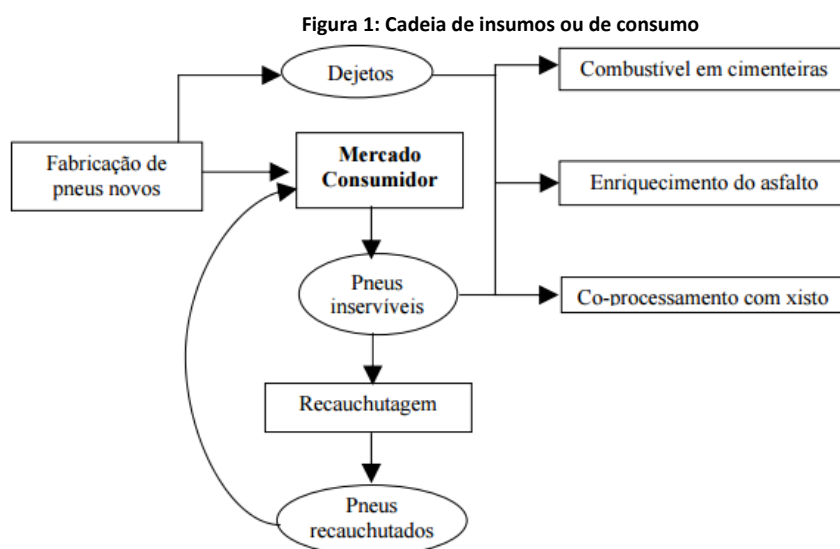 Figura 1: Cadeia de insumos ou de consumo
Dejetos
Combustível em cimenteiras
Fabricação de
pneus novos
Mercado
Consumidor
Enriquecimento do asfalto
Pneus
inservíveis
Co-processamento com xisto
Recauchutagem
Pneus
recauchutados